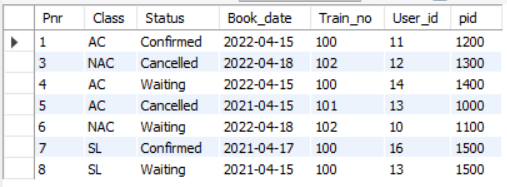 Pnr Class Status Book_date Train_no User_id pid
1 AC Confirmed 2022-04-15 100 11 1200
3 NAC Cancelled 2022-04-18 102 12 1300
4 AC Waiting 2022-04-15 100 14 1400
5 AC Cancelled 2021-04-15 101 13 1000
6 NAC Waiting 2022-04-18 102 10 1100
7 SL Confirmed 2021-04-17 100 16 1500
8 SL Waiting 2021-04-15 100 13 1500